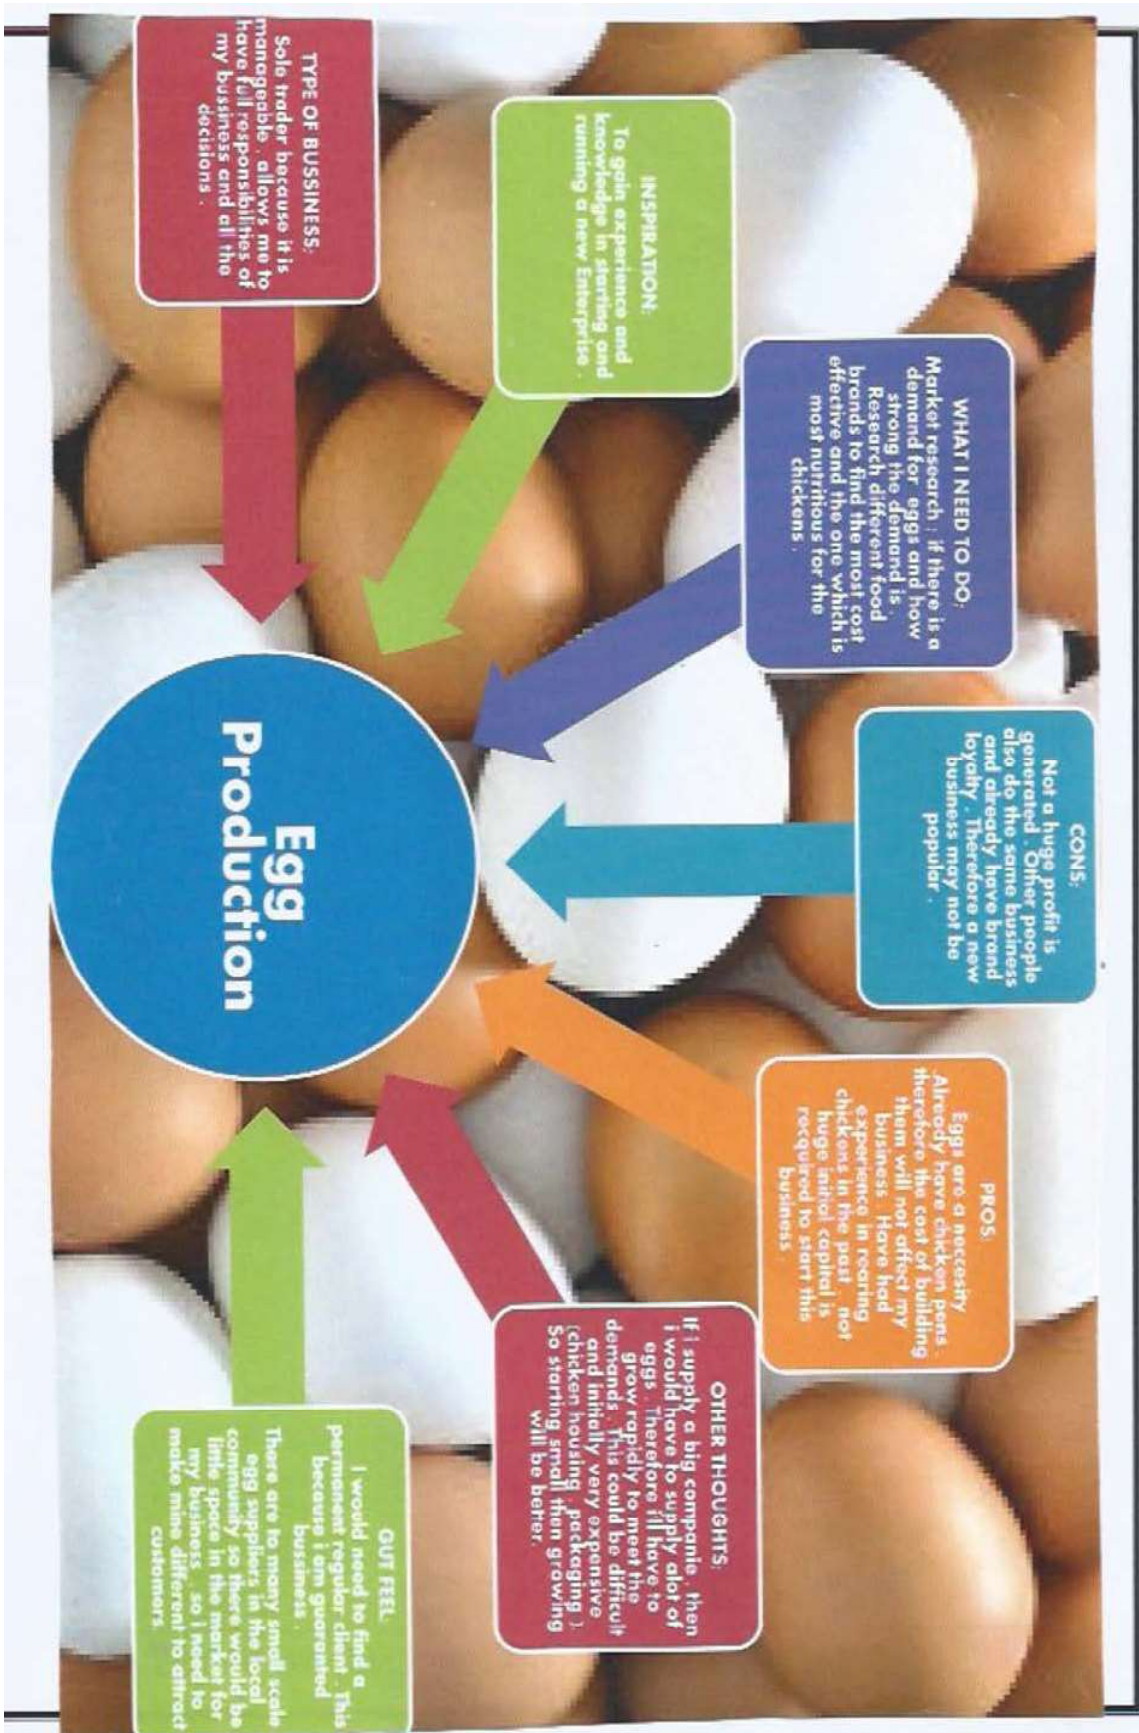 TYPE OF BUSSINESS:
Sole trader because it is
manageable , allows me to
have full responsibilities of
my bussiness and all the
decisions .
INSPIRATION:
To gain experience and
knowledge in starting and
running a new Enterprise .
WHAT I NEED TO DO:
Market research ; if there is a
demand for eggs and how
strong the demand is .
Research different food
brands to find the most cost
effective and the one which is
most nutritious for the
chickens .
CONS:
Not a huge profit is
generated . Other people
also do the same business
and already have brand
loyalty . Therefore a new
business may not be
popular .
PROS:
Eggs are a neccesity
Already have chicken pens .
therefore the cost of building
them will not affect my
business . Have had
experience in rearing
chickens in the past , not
huge initial capital is
recquired to start this
business
OTHER THOUGHTS:
If i supply a big companie , then
i would have to supply alot of
eggs . Therefore ill have to
grow rapidly to meet the
demands . This could be difficult
and initially very expensive
(chicken housing , packaging ) .
So starting small than growing
will be better.
GUT FEEL
I would need to find a
permanent regular client . This
because i am guaranted
bussiness .
There are to many small scale
egg suppliers in the local
community so there would be
little space in the market for
my business , so i need to
make mine different to attract
customers
Egg
Production